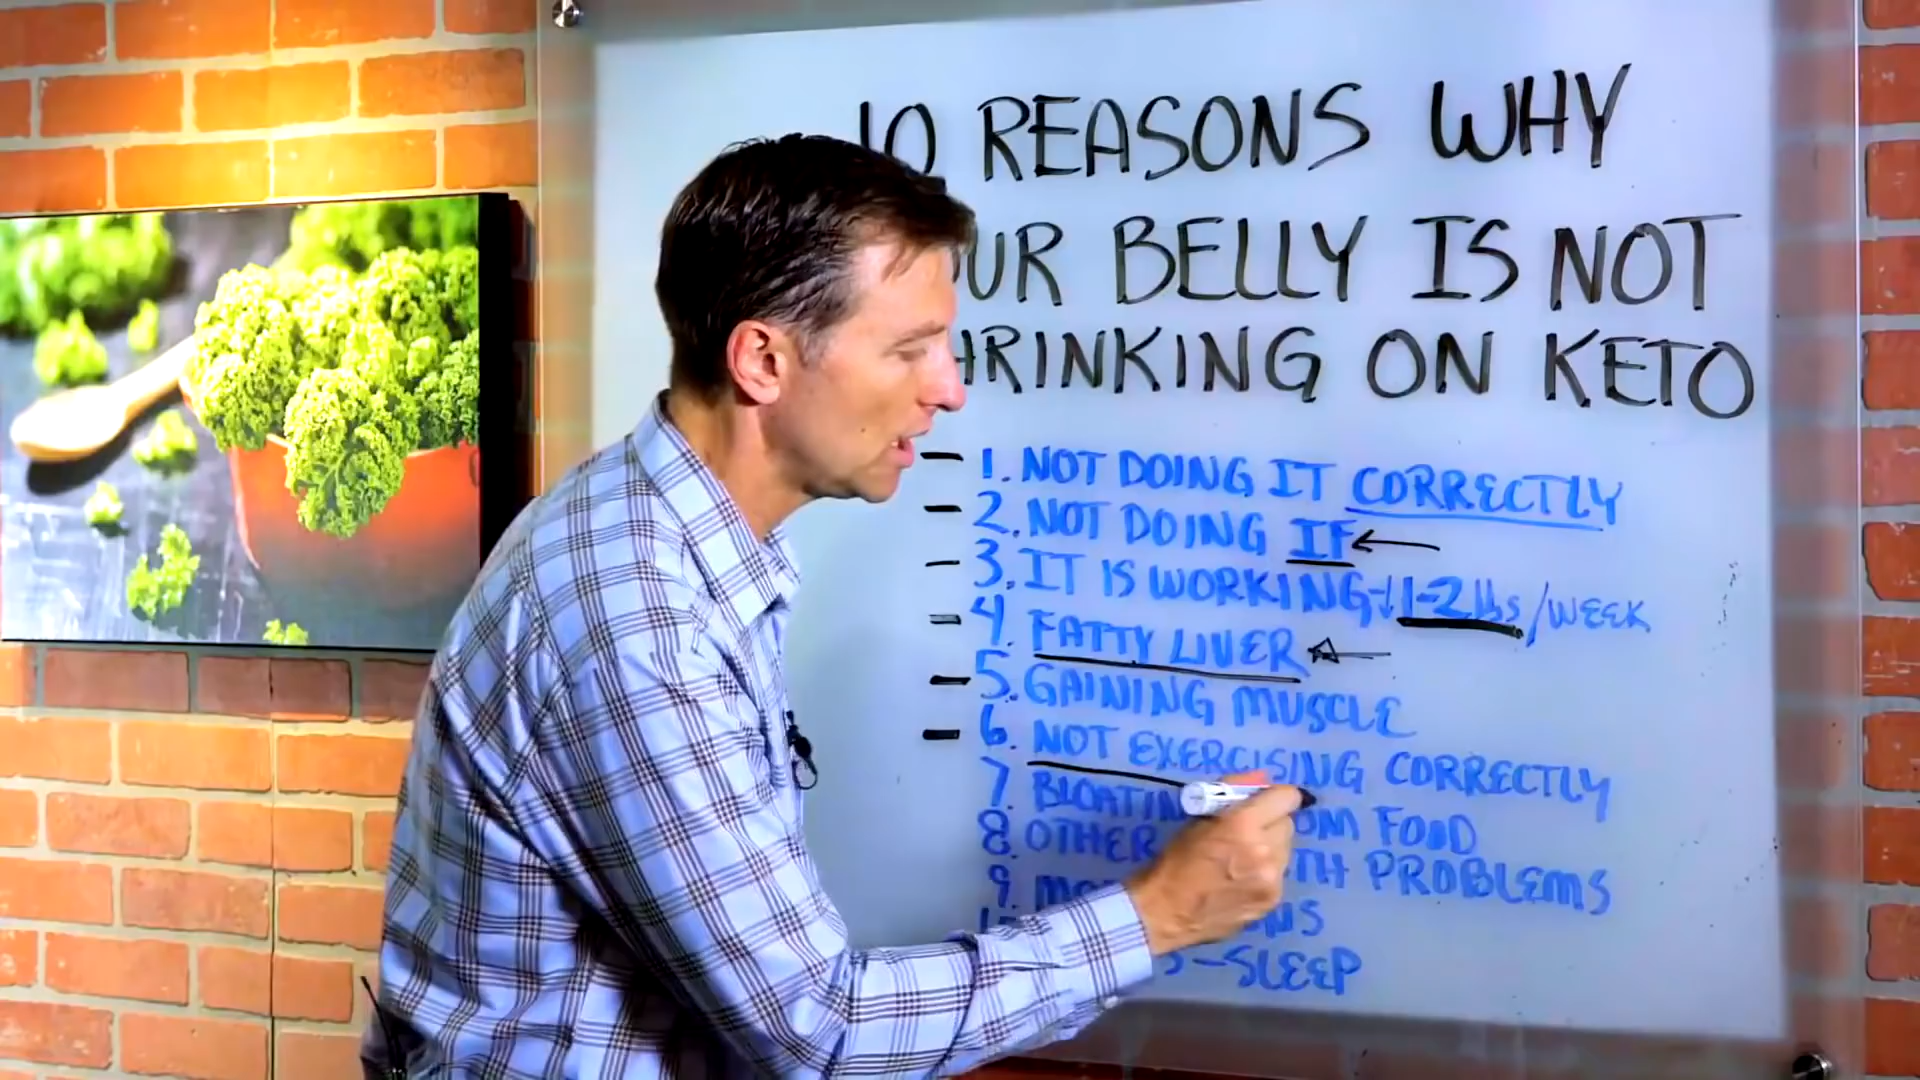 10 REASONS WHY
UR BELLY IS NOT
HRINKING ON KETO
1. NOT DOING IT CORRECTLY
2. NOT DOING IF
3. IT IS WORKING-↓1-2 lbs/WEEK
4. FATTY LIVER
5. GAINING MUSCLE
6. NOT EXERCISING CORRECTLY
7. BLOATIN OM FOOD
8. OTHER TH PROBLEMS
9.
-SLEEP